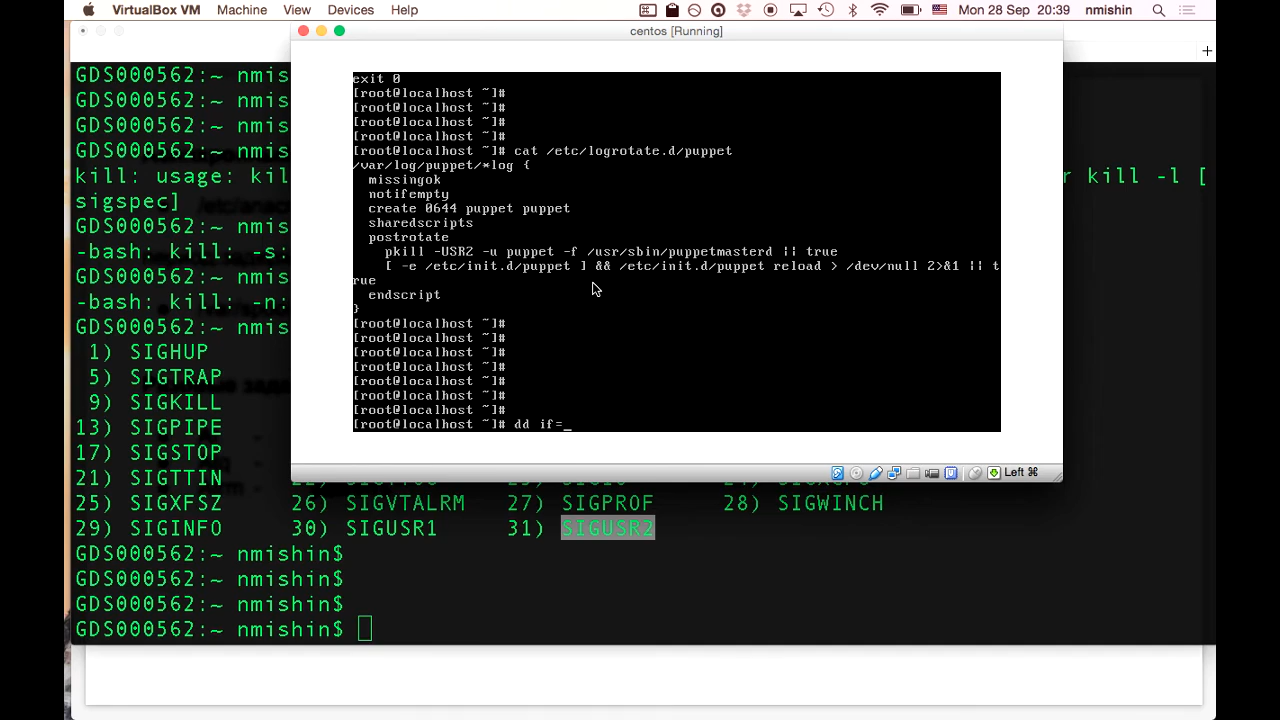 VirtualBox VM Machine View Devices Help Mon 28 Sep 20:39 nmishin
centos [Running]
exit 0
[root@localhost ~]#
[root@localhost ~]#
[root@localhost ~]#
[root@localhost ~]#
[root@localhost ~]# cat /etc/logrotate.d/puppet
/var/log/puppet/*log {
missingok
notifempty
create 0644 puppet puppet
sharedscripts
postrotate
pkill -USR2 -u puppet -f /usr/sbin/puppetmasterd || true
[ -e /etc/init.d/puppet ] && /etc/init.d/puppet reload > /dev/null 2>&1 || t
rue
endscript
}
[root@localhost ~]#
[root@localhost ~]#
[root@localhost ~]#
[root@localhost ~]#
[root@localhost ~]#
[root@localhost ~]#
[root@localhost ~]#
[root@localhost ~]# dd if=_
Left ⌘
GDS000562:~ nmis
GDS000562:~ nmis
GDS000562:~ nmis
GDS000562:~ nmis
kill: usage: kil r kill -l [
sigspec]
GDS000562:~ nmis
-bash: kill: -s:
GDS000562:~ nmis
-bash: kill: -n:
GDS000562:~ nmis
1) SIGHUP
5) SIGTRAP
9) SIGKILL
13) SIGPIPE
17) SIGSTOP
21) SIGTTIN
25) SIGXFSZ 26) SIGVTALRM 27) SIGPROF 28) SIGWINCH
29) SIGINFO 30) SIGUSR1 31) SIGUSR2
GDS000562:~ nmishin$
GDS000562:~ nmishin$
GDS000562:~ nmishin$
GDS000562:~ nmishin$